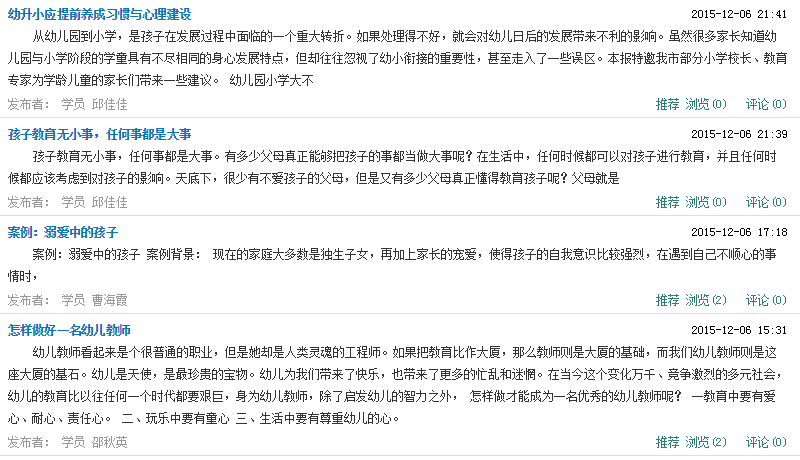 幼升小应提前养成习惯与心理建设 2015-12-06 21:41
从幼儿园到小学，是孩子在发展过程中面临的一个重大转折。如果处理得不好，就会对幼儿日后的发展带来不利的影响。虽然很多家长知道幼
儿园与小学阶段的学童具有不尽相同的身心发展特点，但却往往忽视了幼小衔接的重要性，甚至走入了一些误区。本报特邀我市部分小学校长、教育
专家为学龄儿童的家长们带来一些建议。 幼儿园小学大不
发布者： 学员 邱佳佳 推荐 浏览(0) 评论(0)
孩子教育无小事，任何事都是大事 2015-12-06 21:39
孩子教育无小事，任何事都是大事。有多少父母真正能够把孩子的事都当做大事呢？在生活中，任何时候都可以对孩子进行教育，并且任何时
候都应该考虑到对孩子的影响。天底下，很少有不爱孩子的父母，但是又有多少父母真正懂得教育孩子呢？父母就是
发布者： 学员 邱佳佳 推荐 浏览(0) 评论(0)
案例：溺爱中的孩子 2015-12-06 17:18
案例：溺爱中的孩子 案例背景： 现在的家庭大多数是独生子女，再加上家长的宠爱，使得孩子的自我意识比较强烈，在遇到自己不顺心的事
情时，
发布者： 学员 曹海霞 推荐 浏览(2) 评论(0)
怎样做好一名幼儿教师 2015-12-06 15:31
幼儿教师看起来是个很普通的职业，但是她却是人类灵魂的工程师。如果把教育比作大厦，那么教师则是大厦的基础，而我们幼儿教师则是这
座大厦的基石。幼儿是天使，是最珍贵的宝物。幼儿为我们带来了快乐，也带来了更多的忙乱和迷惘。在当今这个变化万千、竞争激烈的多元社会，
幼儿的教育比以往任何一个时代都要艰巨，身为幼儿教师，除了启发幼儿的智力之外， 怎样做才能成为一名优秀的幼儿教师呢？ 一教育中要有爱
心、耐心、责任心。 二、玩乐中要有童心 三、生活中要有尊重幼儿的心。
发布者： 学员 邵秋英 推荐 浏览(2) 评论(0)